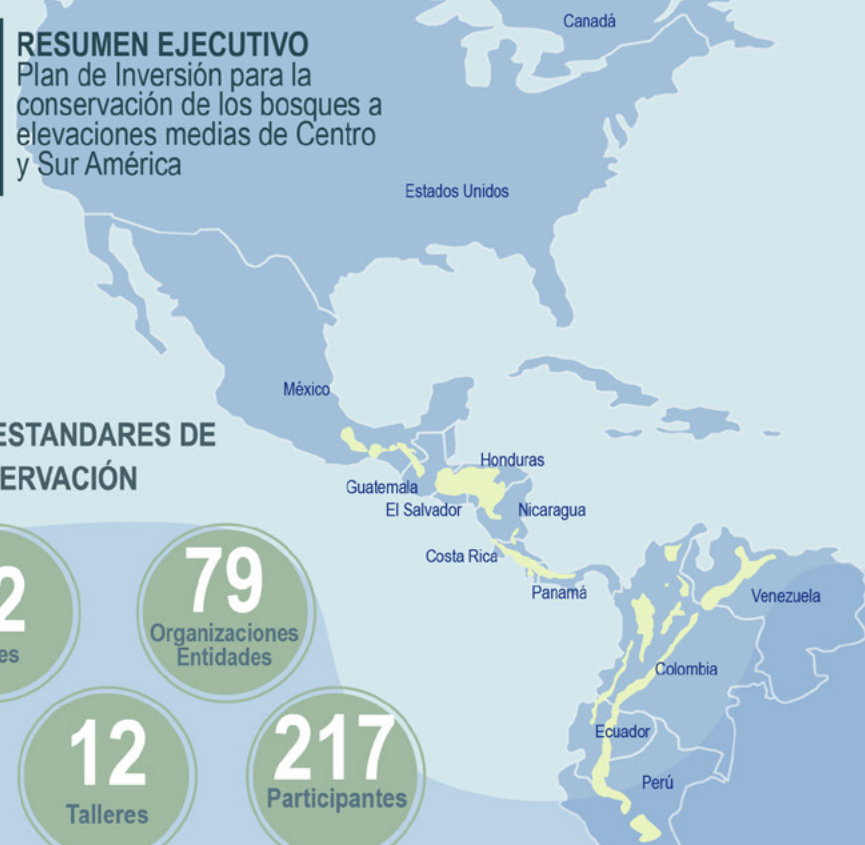 Canadá
RESUMEN EJECUTIVO
Plan de Inversión para la
conservación de los bosques a
elevaciones medias de Centro
y Sur América
Estados Unidos
México
ESTANDARES DE
ERVACIÓN
Honduras
Guatemala
El Salvador
Nicaragua
Costa Rica
Panamá
Venezuela
Colombia
Ecuador
Perú
2
es
79
Organizaciones
Entidades
12
Talleres
217
Participantes